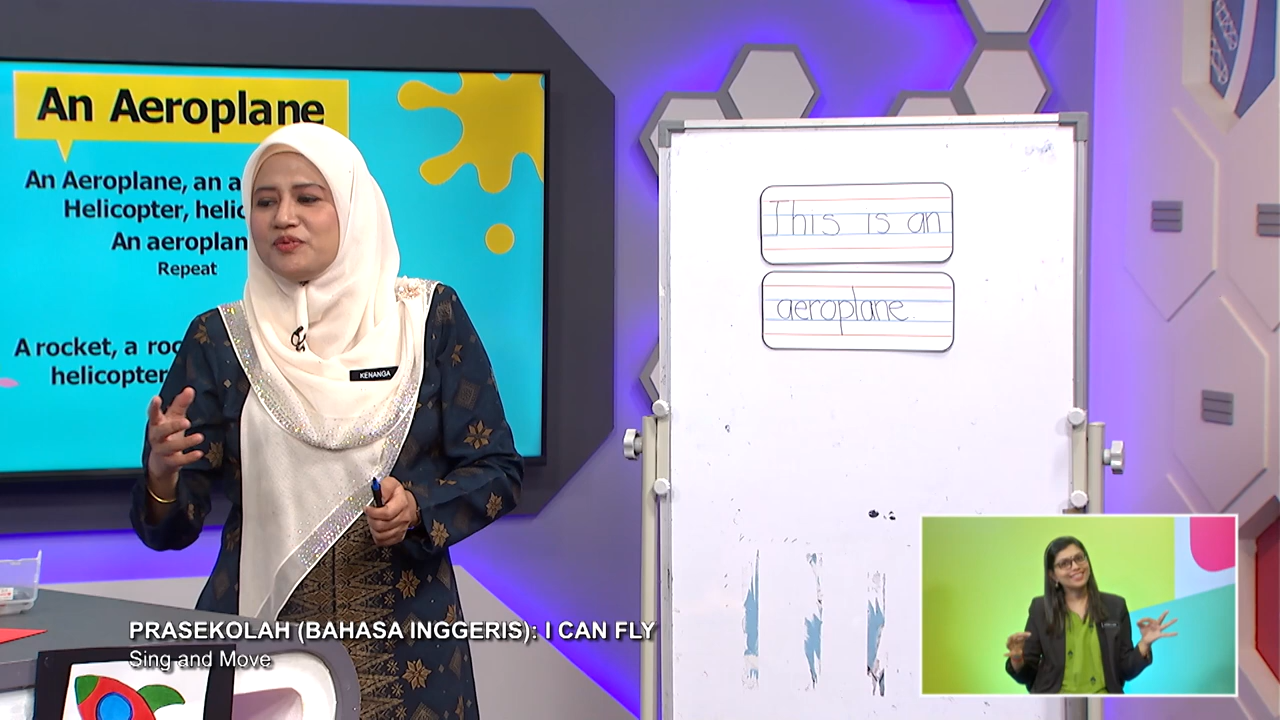 An Aeroplane
An Aeroplane, an a
Helicopter, helic
An aeroplan
Repeat
A rocket, a roc
helicopter
KENANGA
This is an
aeroplane.
PRASEKOLAH (BAHASA INGGERIS): I CAN FLY
Sing and Move